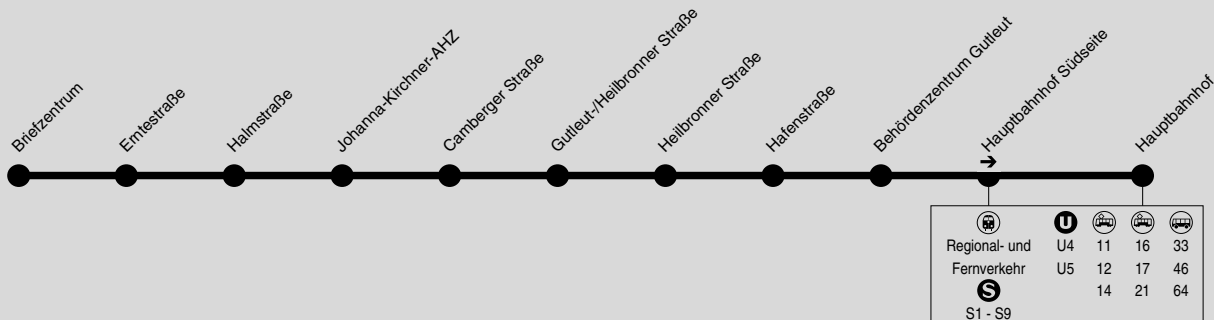 Briefzentrum
Erntestraße
Halmstraße
Johanna-Kirchner-AHZ
Camberger Straße
Gutleut-/Heilbronner Straße
Heilbronner Straße
Hafenstraße
Behördenzentrum Gutleut
Hauptbahnhof Südseite
Hauptbahnhof
➔
U
Regional- und U4 11 16 33
Fernverkehr U5 12 17 46
S 14 21 64
S1 - S9